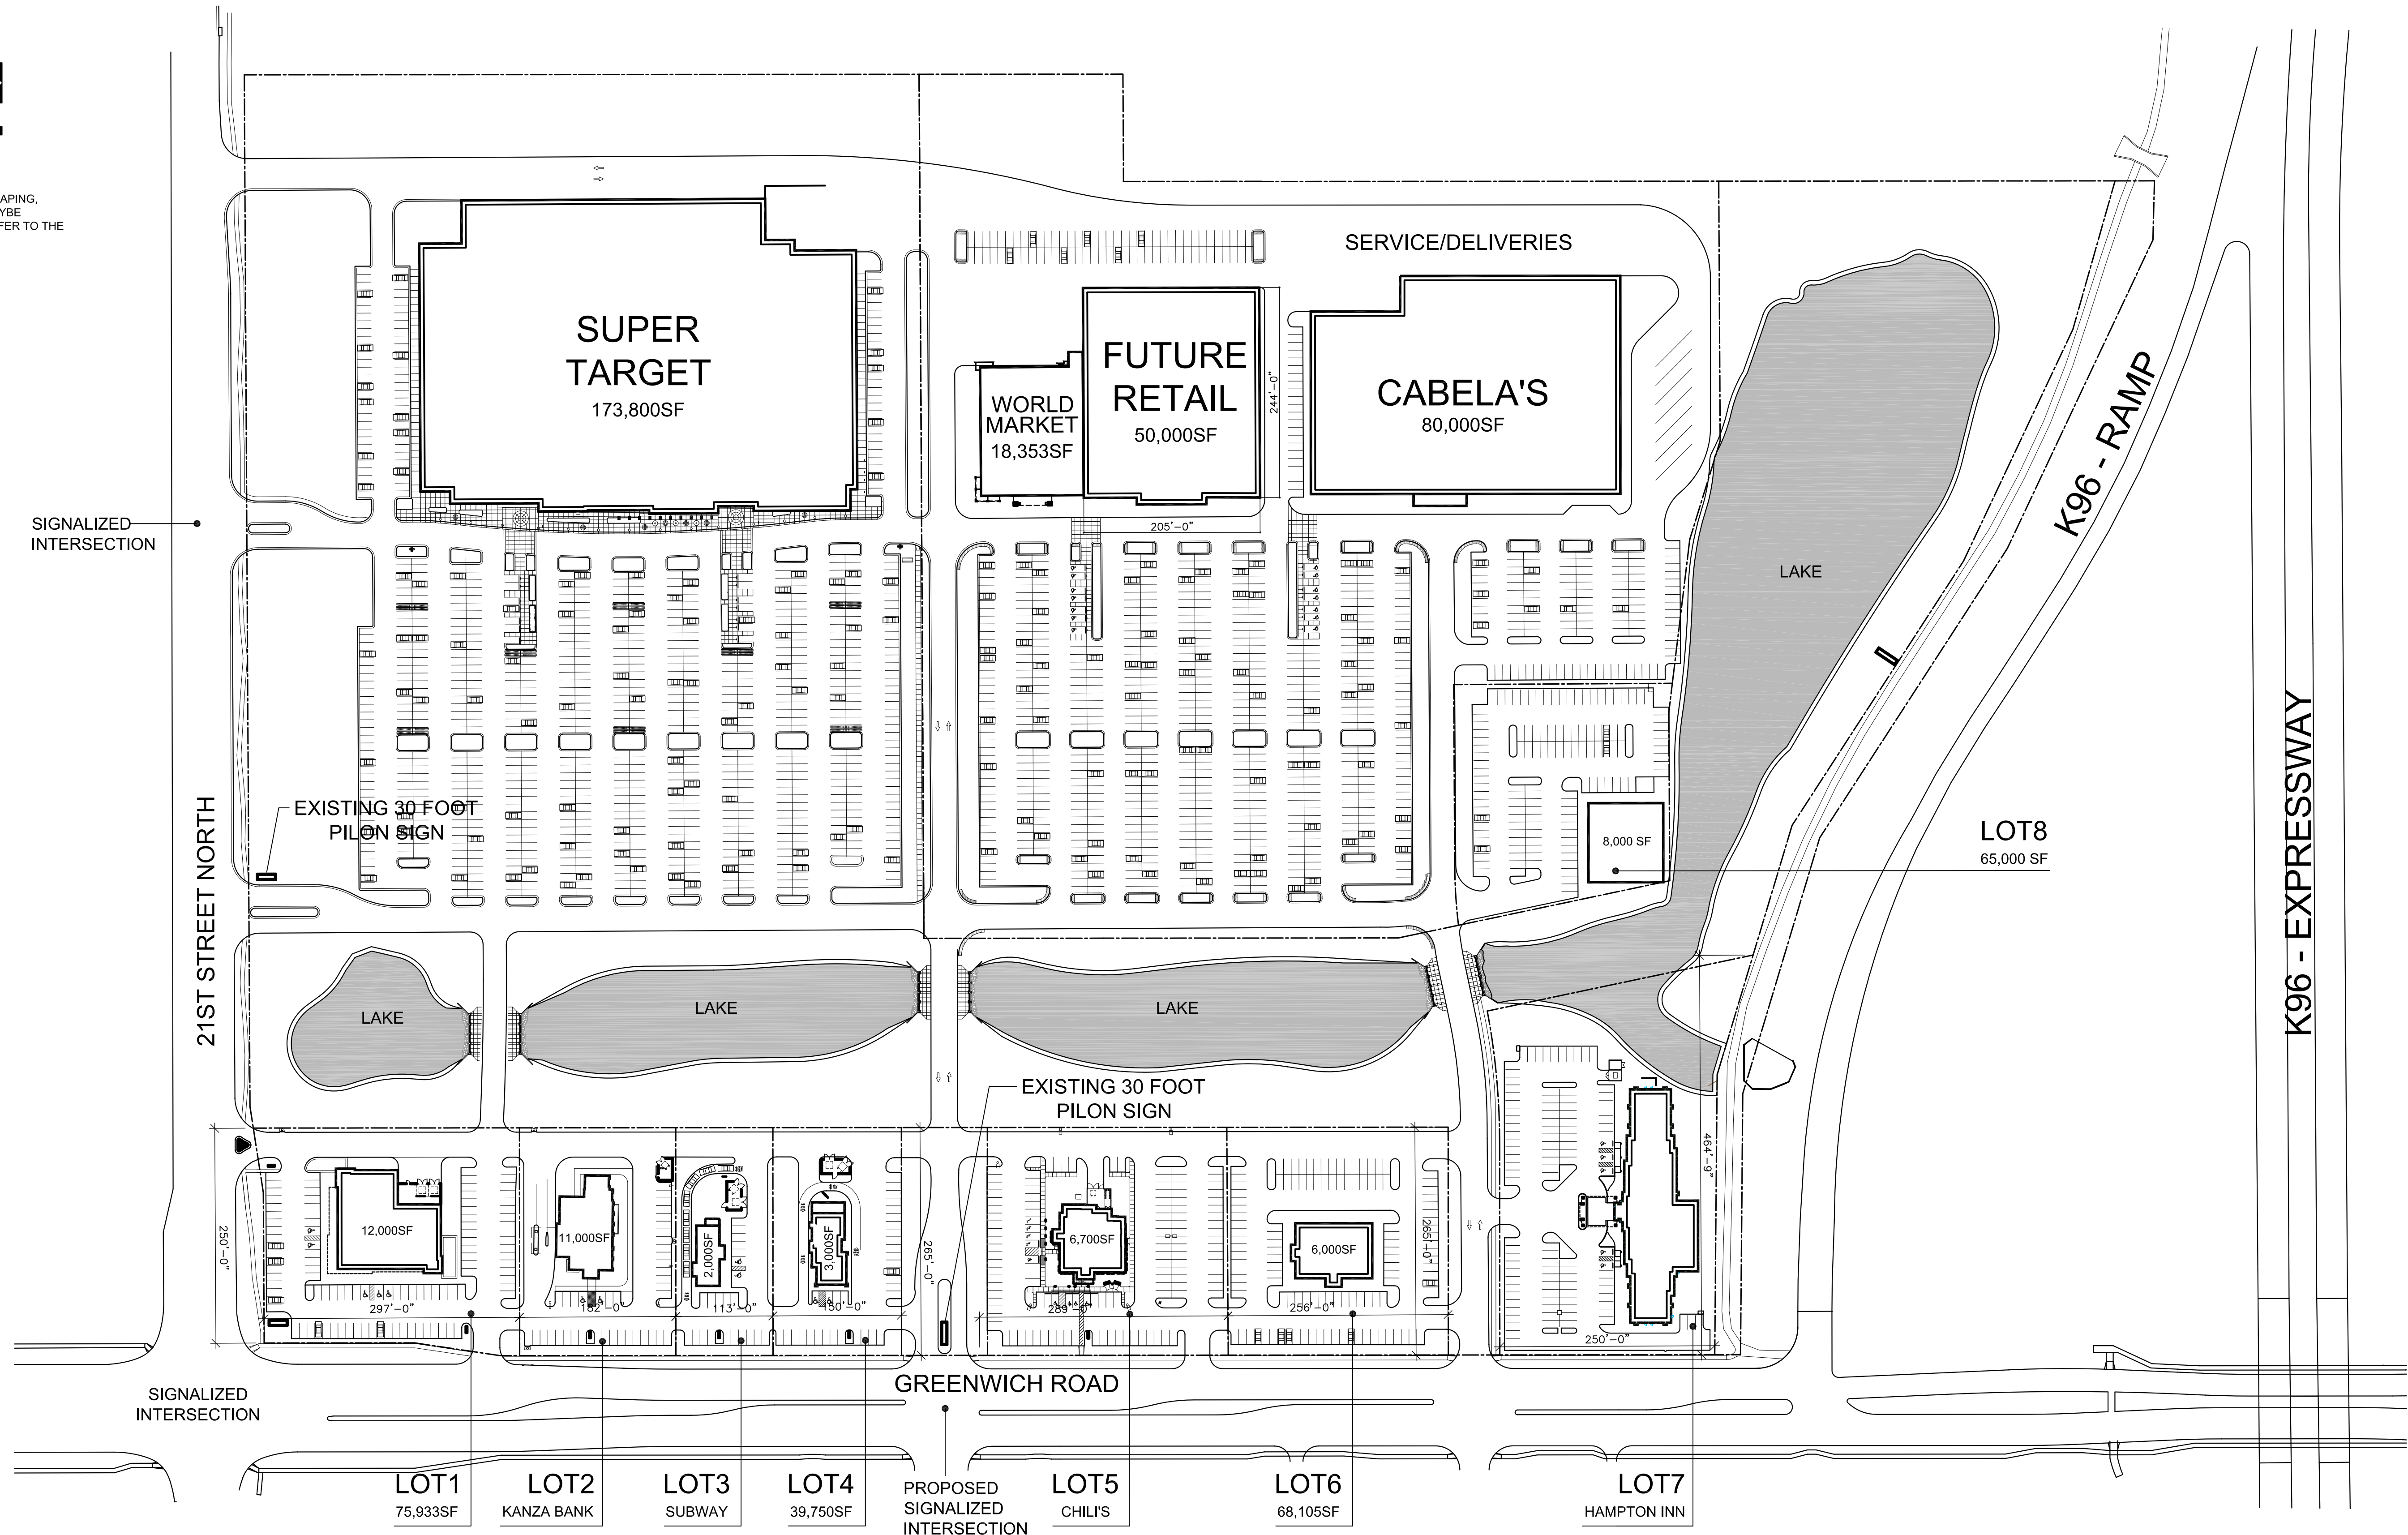 APING,
YBE
FER TO THE
SERVICE/DELIVERIES
SUPER
TARGET
173,800SF
WORLD
MARKET
18,353SF
FUTURE
RETAIL
50,000SF
244'-0"
205'-0"
CABELA'S
80,000SF
LAKE
K96 - RAMP
K96 - EXPRESSWAY
SIGNALIZED
INTERSECTION
21ST STREET NORTH
EXISTING 30 FOOT
PILON SIGN
8,000 SF
LOT8
65,000 SF
LAKE
LAKE
LAKE
EXISTING 30 FOOT
PILON SIGN
250'-0"
12,000SF
297'-0"
11,000SF
182'-0"
2,000SF
113'-0"
3,000SF
150'-0"
265'-0"
6,700SF
289'-0"
6,000SF
256'-0"
265'-0"
464'-9"
250'-0"
GREENWICH ROAD
SIGNALIZED
INTERSECTION
LOT1
75,933SF
LOT2
KANZA BANK
LOT3
SUBWAY
LOT4
39,750SF
PROPOSED
SIGNALIZED
INTERSECTION
LOT5
CHILI'S
LOT6
68,105SF
LOT7
HAMPTON INN